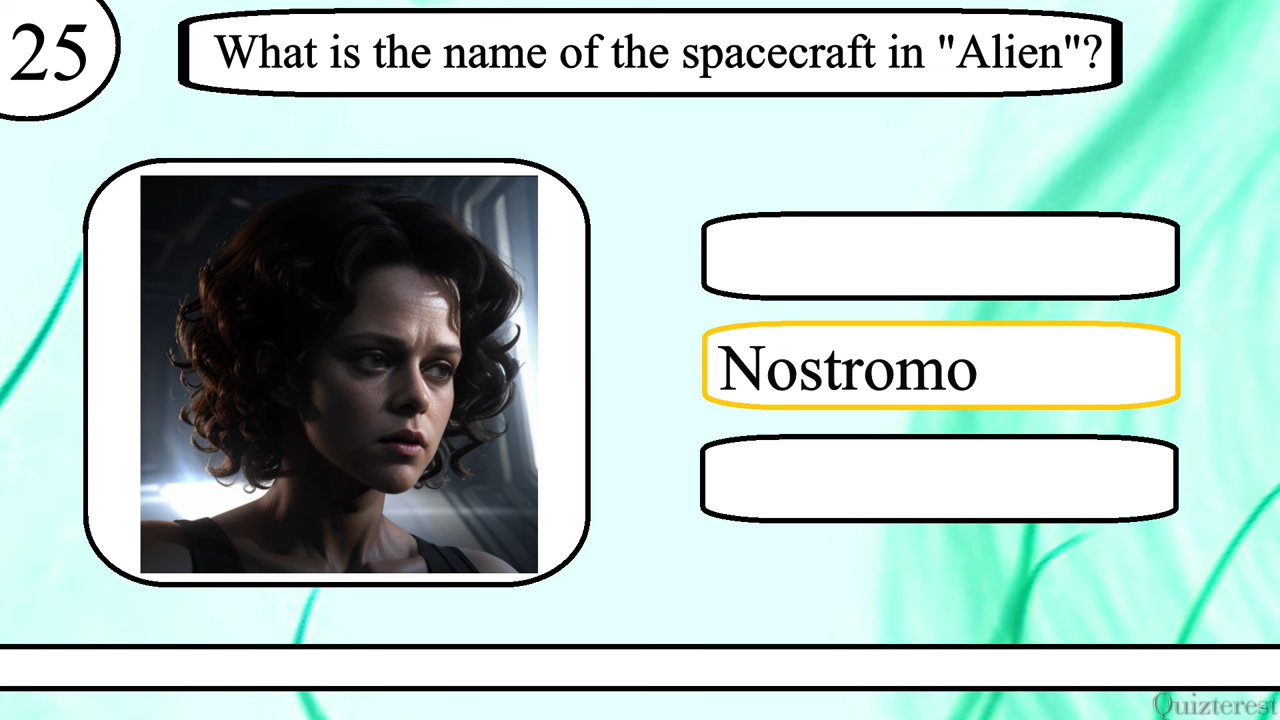 25
What is the name of the spacecraft in "Alien"?
Nostromo
Quizterest